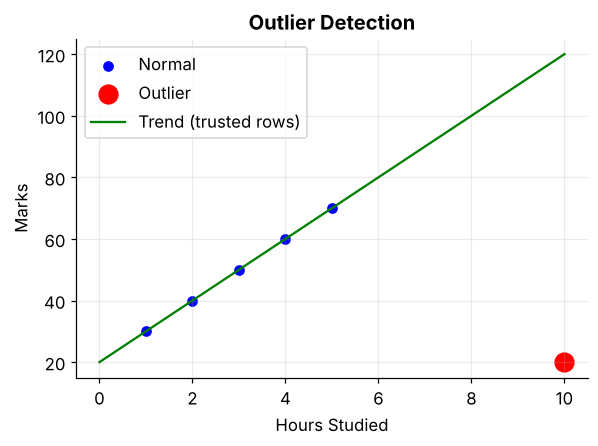 Outlier Detection
Normal
Outlier
Trend (trusted rows)
Marks
120
100
80
60
40
20
0 2 4 6 8 10
Hours Studied